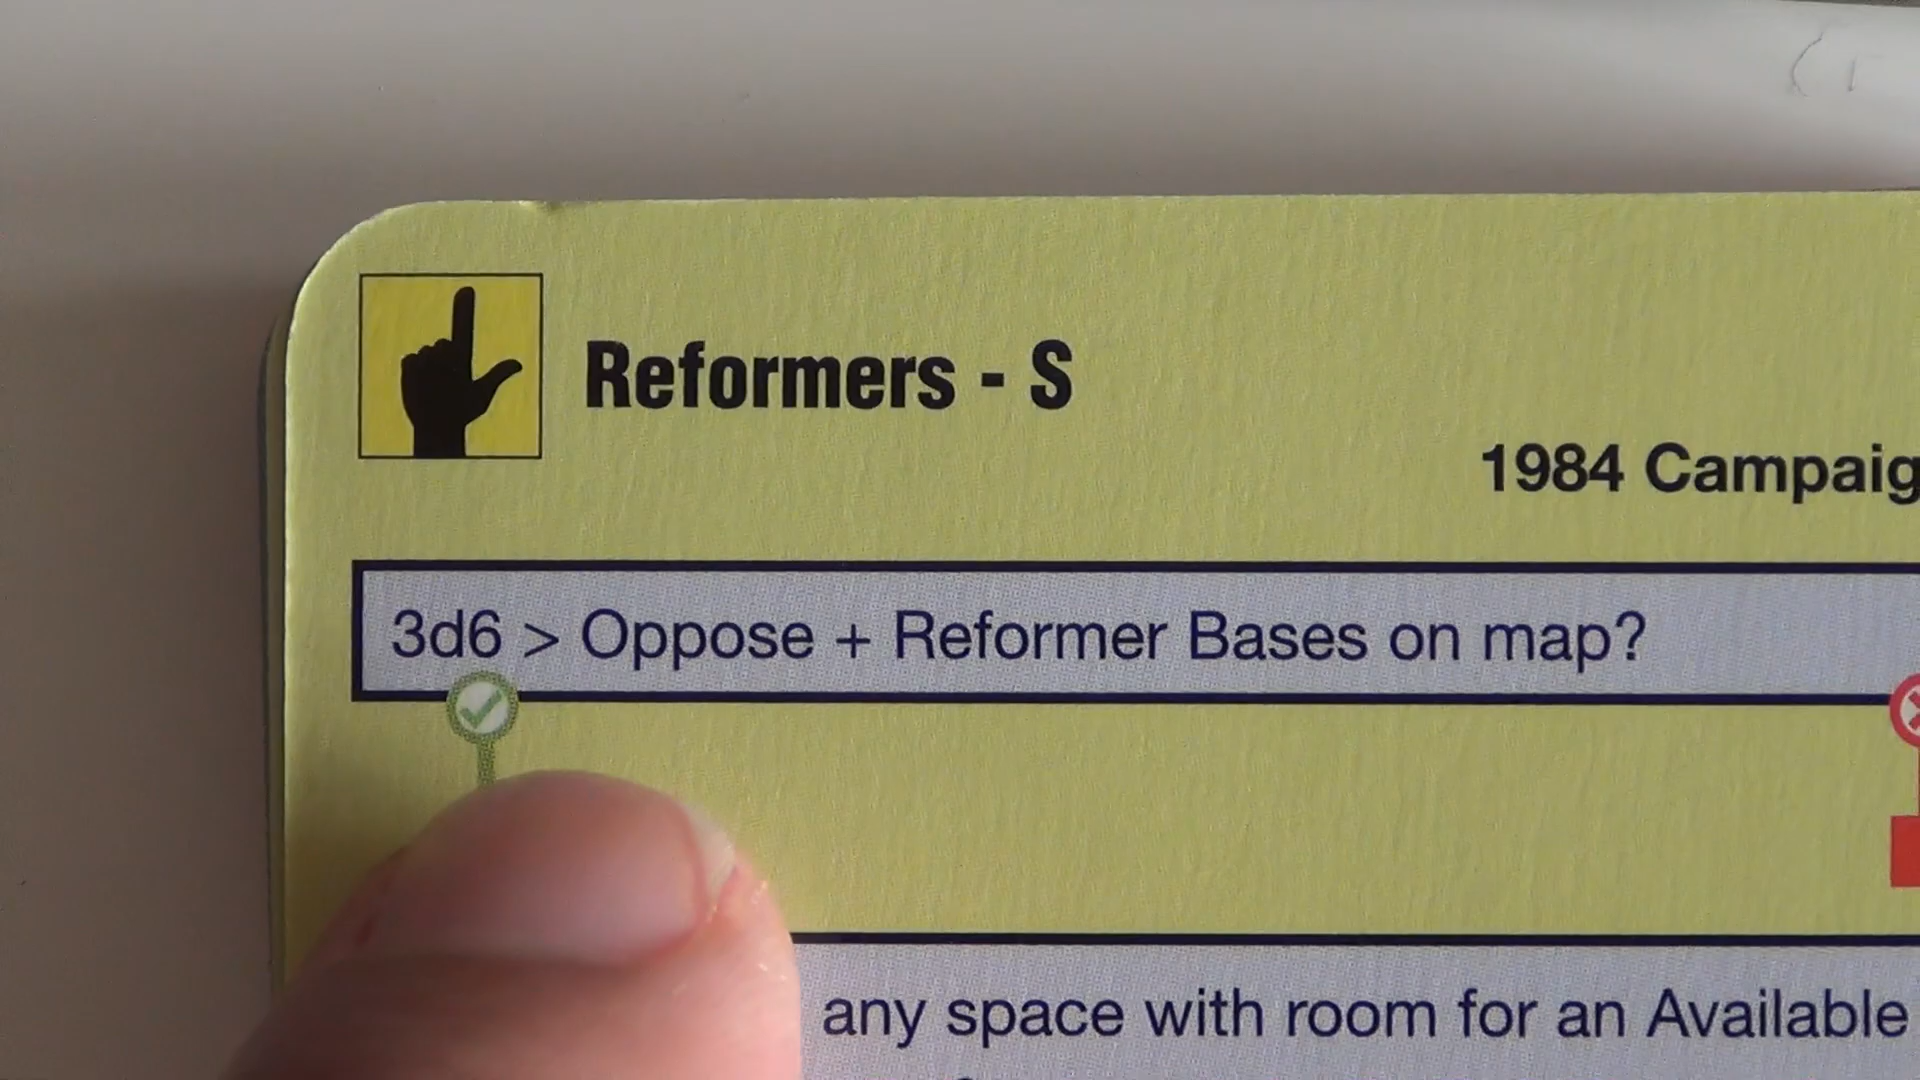 Reformers - S
1984 Campaig
3d6 > Oppose + Reformer Bases on map?
any space with room for an Available